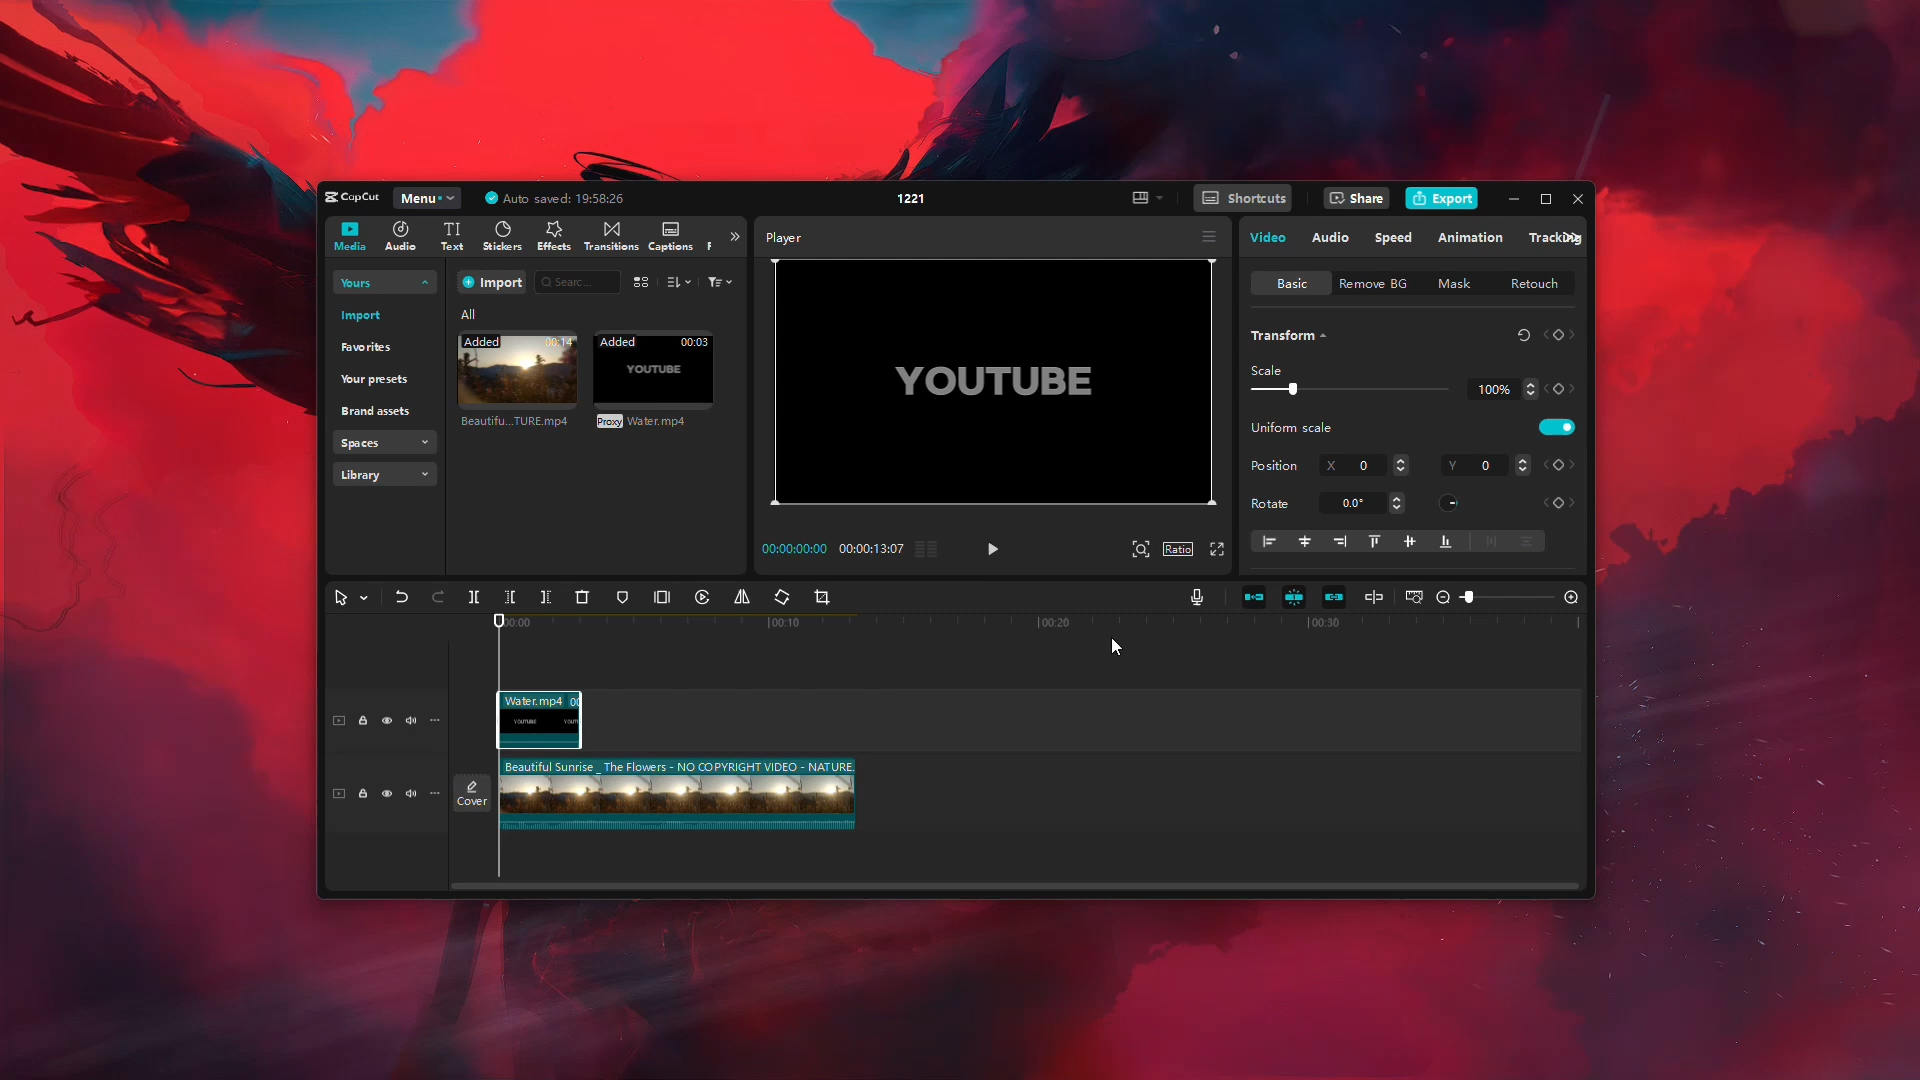 CapCut
Menu
Auto saved: 19:58:26
1221
Shortcuts
Share
Export
Media
Audio
Text
Stickers
Effects
Transitions
Captions
F
Player
Video
Audio
Speed
Animation
Tracking
Yours
Import
Favorites
Your presets
Brand assets
Spaces
Library
Import
Search...
All
Added
00:14
Beautifu...TURE.mp4
Added
00:03
YOUTUBE
Proxy
Water.mp4
YOUTUBE
00:00:00:00
00:00:13:07
Ratio
Basic
Remove BG
Mask
Retouch
Transform
Scale
100%
Uniform scale
Position
X
0
Y
0
Rotate
0.0°
00:00
00:10
00:20
00:30
Water.mp4
00
YOUTUBE
YOUT
Cover
Beautiful Sunrise _ The Flowers - NO COPYRIGHT VIDEO - NATURE.